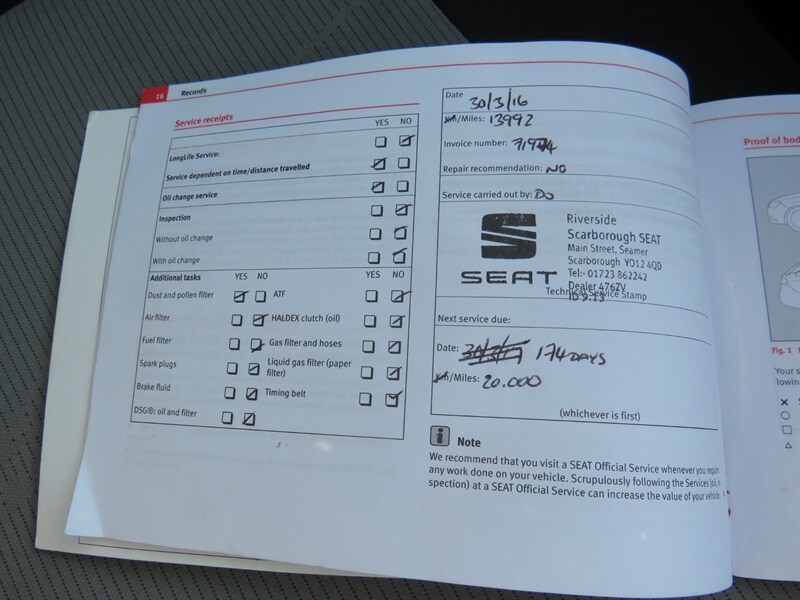 16 Records
Service receipts
YES NO
LongLife Service:
Service dependent on time/distance travelled
Oil change service
Inspection
Without oil change
With oil change
Additional tasks YES NO YES NO
Dust and pollen filter ATF
Air filter HALDEX clutch (oil)
Fuel filter Gas filter and hoses
Spark plugs Liquid gas filter (paper
filter)
Brake fluid Timing belt
DSG®: oil and filter
Date 30/3/16
Km/Miles: 13992
Invoice number:
Repair recommendation: NO
Service carried out by: DO
SEAT
Riverside
Scarborough SEAT
Main Street, Seamer
Scarborough YO12 4QD
Tel:- 01723 862242
Dealer 476ZV
Technical Service Stamp
Next service due:
Date: 174 DAYS
Km/Miles: 20.000
(whichever is first)
i Note
We recommend that you visit a SEAT Official Service whenever you require
any work done on your vehicle. Scrupulously following the Services (oil,
spection) at a SEAT Official Service can increase the value of your vehicle.
Proof of bod
Fig. 1
Your s
lowin